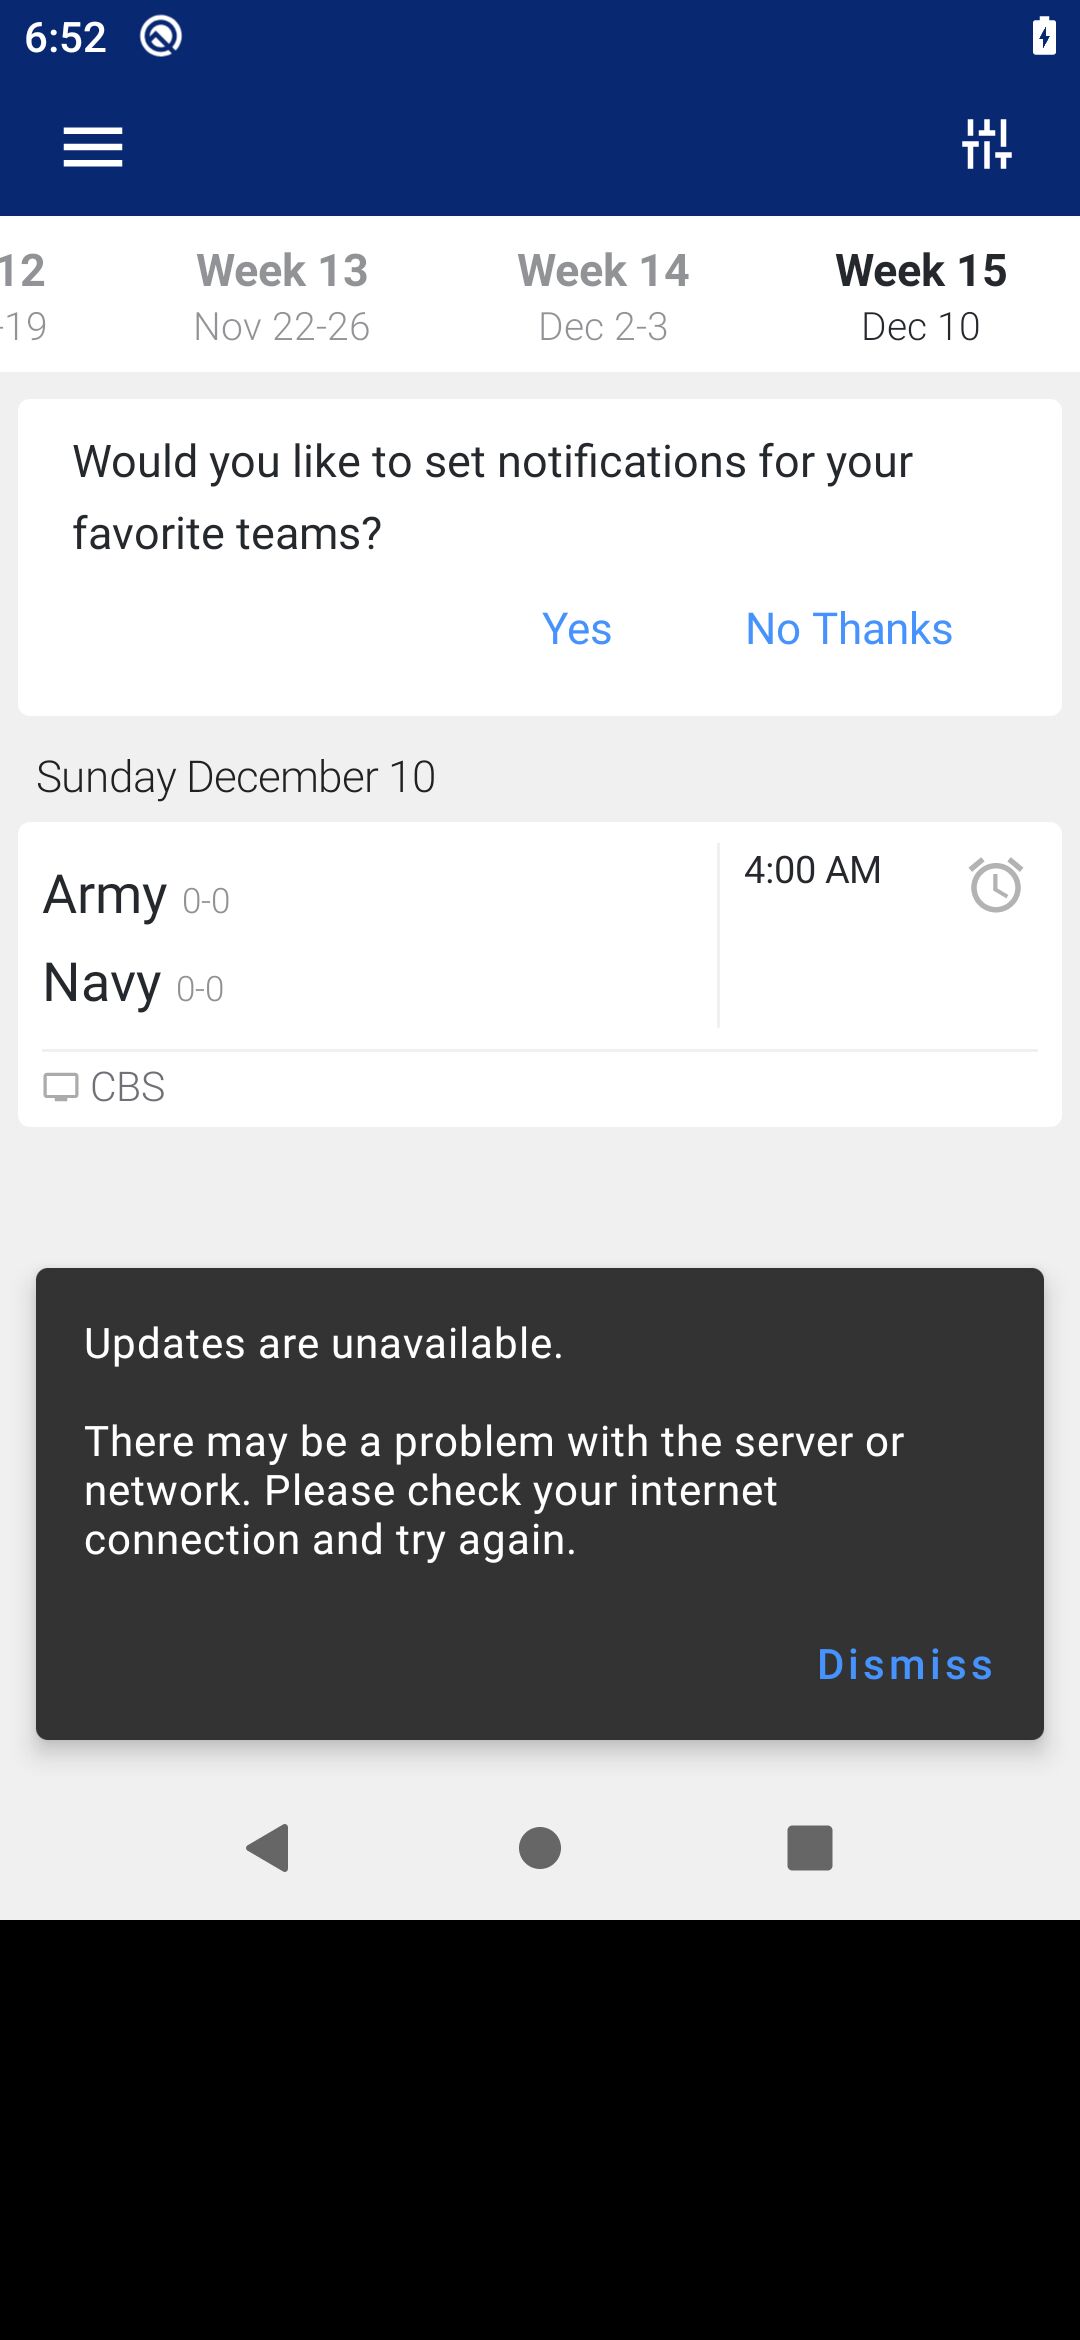 6:52
12
Week 13
Week 14
Week 15
-19
Nov 22-26
Dec 2-3
Dec 10
Would you like to set notifications for your
favorite teams?
Yes
No Thanks
Sunday December 10
Army 0-0
4:00 AM
Navy 0-0
CBS
Updates are unavailable.
There may be a problem with the server or
network. Please check your internet
connection and try again.
Dismiss